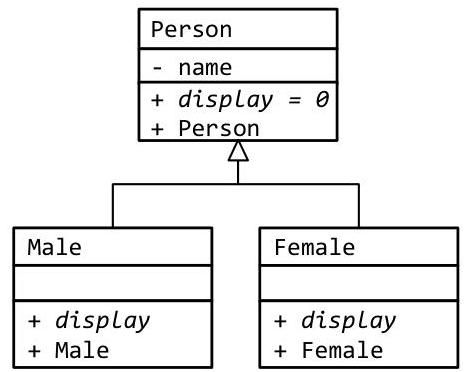 Person
- name
+ display = 0
+ Person
Male
+ display
+ Male
Female
+ display
+ Female